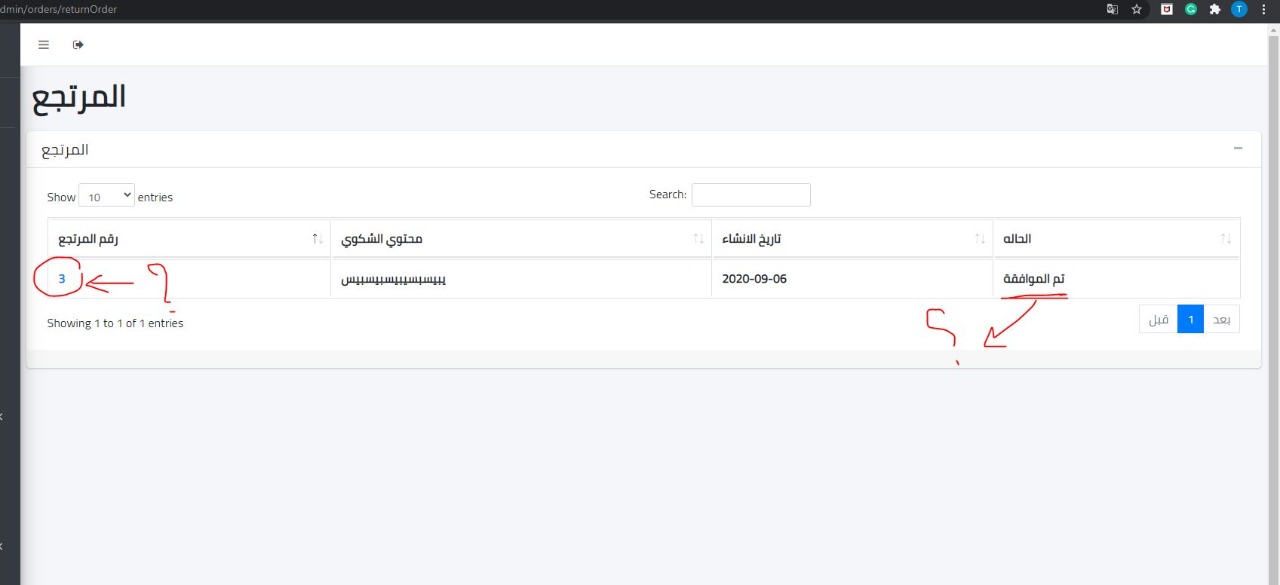 dmin/orders/returnOrder
T
المرتجع
المرتجع
Show 10 entries
Search:
رقم المرتجع
محتوي الشكوي
تاريخ الانشاء
الحاله
3
?
يبيسبسيبيسبيسبيس
2020-09-06
تم الموافقة
Showing 1 to 1 of 1 entries
?
قبل
1
بعد